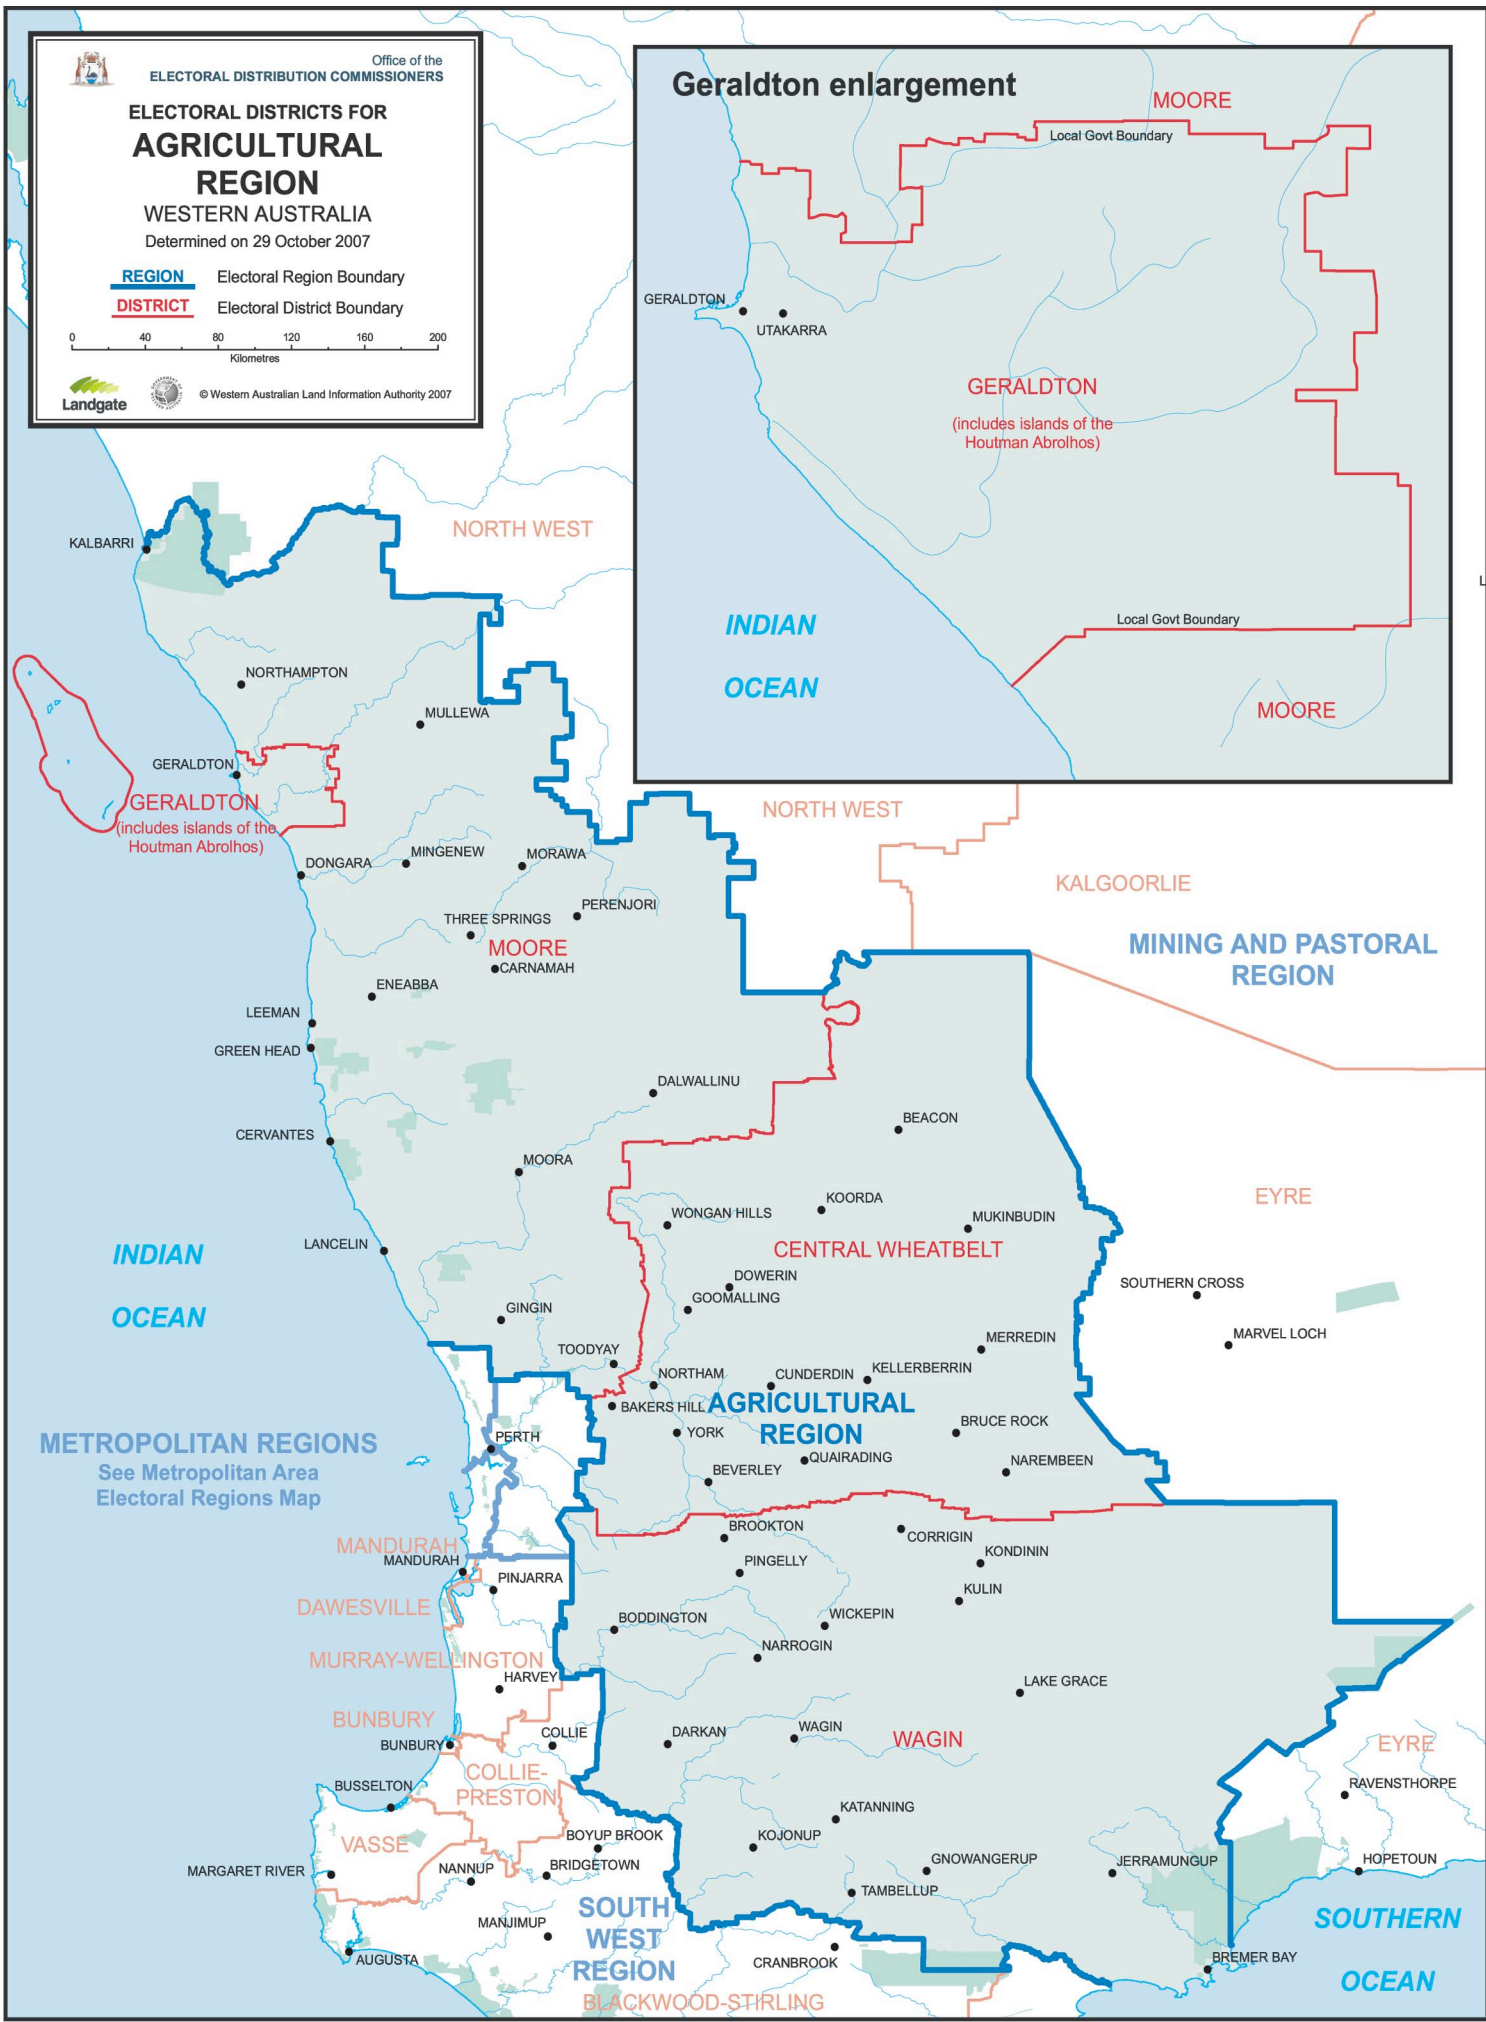 Office of the
ELECTORAL DISTRIBUTION COMMISSIONERS
ELECTORAL DISTRICTS FOR
AGRICULTURAL
REGION
WESTERN AUSTRALIA
Determined on 29 October 2007
REGION Electoral Region Boundary
DISTRICT Electoral District Boundary
0 40 80 120 160 200
Kilometres
Landgate
© Western Australian Land Information Authority 2007
Geraldton enlargement
MOORE
Local Govt Boundary
GERALDTON
UTAKARRA
GERALDTON
(includes islands of the
Houtman Abrolhos)
INDIAN
OCEAN
Local Govt Boundary
MOORE
L
NORTH WEST
KALBARRI
NORTHAMPTON
MULLEWA
GERALDTON
GERALDTON
(includes islands of the
Houtman Abrolhos)
NORTH WEST
DONGARA
MINGENEW
MORAWA
KALGOORLIE
THREE SPRINGS
PERENJORI
MOORE
CARNAMAH
MINING AND PASTORAL
REGION
ENEABBA
LEEMAN
GREEN HEAD
DALWALLINU
BEACON
CERVANTES
MOORA
KOORDA
EYRE
WONGAN HILLS
MUKINBUDIN
LANCELIN
CENTRAL WHEATBELT
INDIAN
OCEAN
DOWERIN
GOOMALLING
SOUTHERN CROSS
GINGIN
MARVEL LOCH
MERREDIN
TOODYAY
NORTHAM
CUNDERDIN
KELLERBERRIN
BAKERS HILL
AGRICULTURAL
REGION
BRUCE ROCK
YORK
PERTH
METROPOLITAN REGIONS
See Metropolitan Area
Electoral Regions Map
QUAIRADING
NAREMBEEN
BEVERLEY
BROOKTON
CORRIGIN
MANDURAH
MANDURAH
PINGELLY
KONDININ
PINJARRA
KULIN
DAWESVILLE
BODDINGTON
WICKEPIN
NARROGIN
MURRAY-WELLINGTON
HARVEY
LAKE GRACE
BUNBURY
BUNBURY
COLLIE
DARKAN
WAGIN
WAGIN
EYRE
COLLIE-
PRESTON
BUSSELTON
RAVENSTHORPE
KATANNING
VASSE
BOYUP BROOK
KOJONUP
MARGARET RIVER
NANNUP
BRIDGETOWN
GNOWANGERUP
JERRAMUNGUP
HOPETOUN
TAMBELLUP
SOUTH
WEST
REGION
MANJIMUP
SOUTHERN
OCEAN
AUGUSTA
CRANBROOK
BREMER BAY
BLACKWOOD-STIRLING